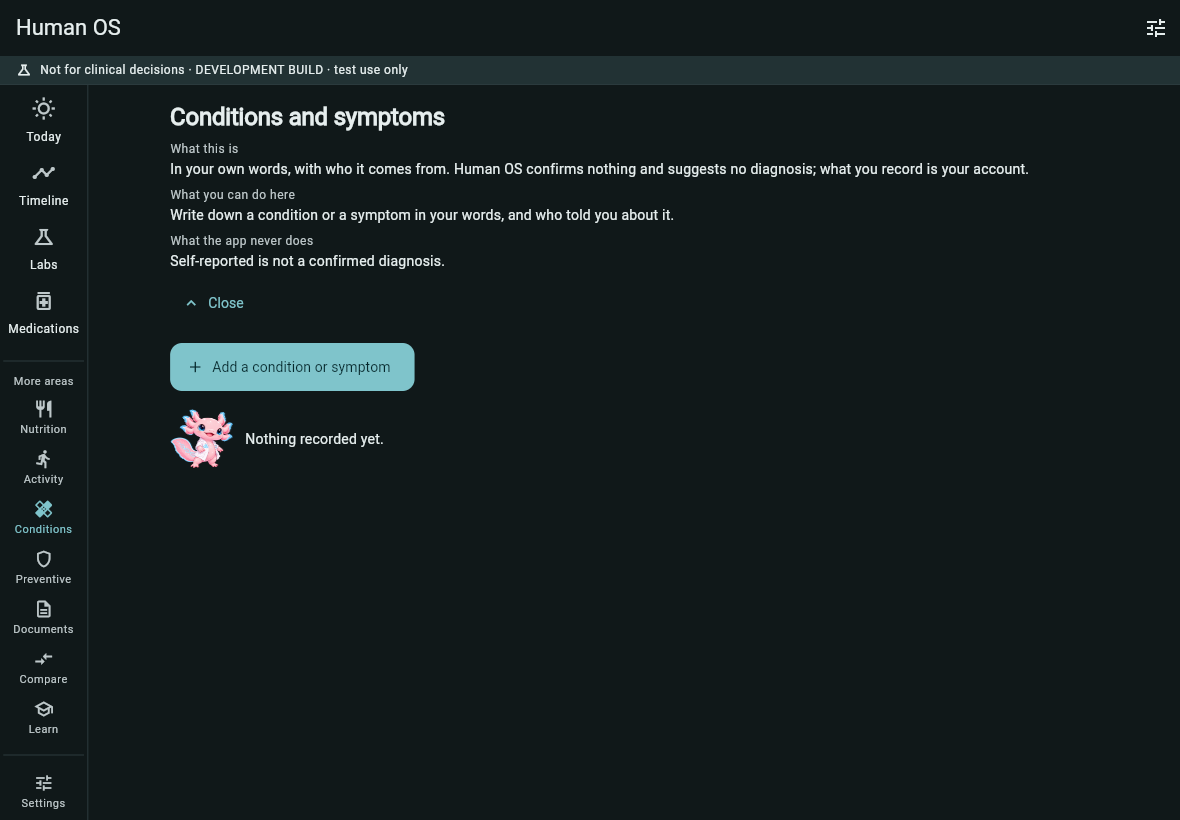 Human OS
Not for clinical decisions · DEVELOPMENT BUILD · test use only
Today
Timeline
Labs
Medications
More areas
Nutrition
Activity
Conditions
Preventive
Documents
Compare
Learn
Settings
Conditions and symptoms
What this is
In your own words, with who it comes from. Human OS confirms nothing and suggests no diagnosis; what you record is your account.
What you can do here
Write down a condition or a symptom in your words, and who told you about it.
What the app never does
Self-reported is not a confirmed diagnosis.
Close
Add a condition or symptom
Nothing recorded yet.